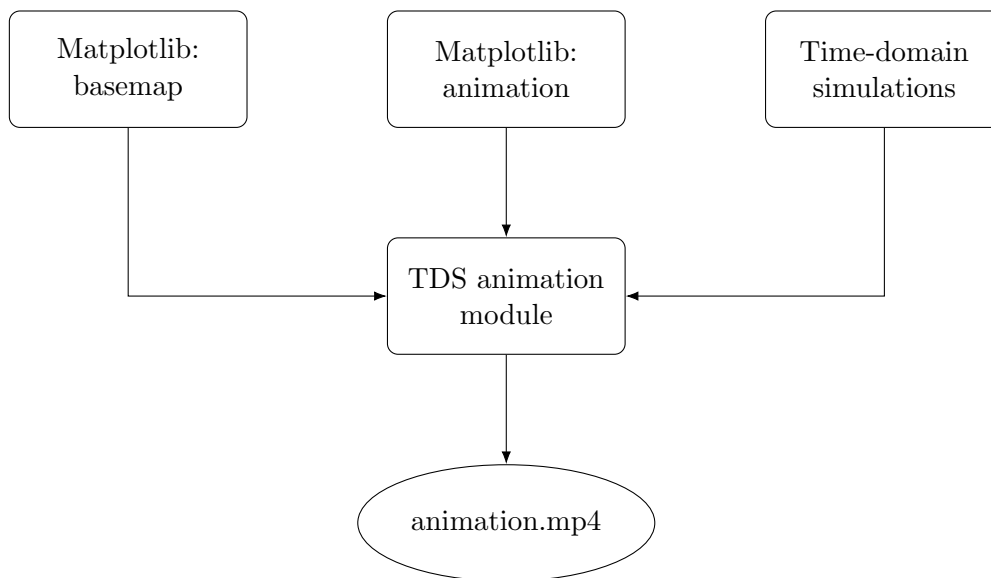 Matplotlib:
basemap
Matplotlib:
animation
Time-domain
simulations
TDS animation
module
animation.mp4